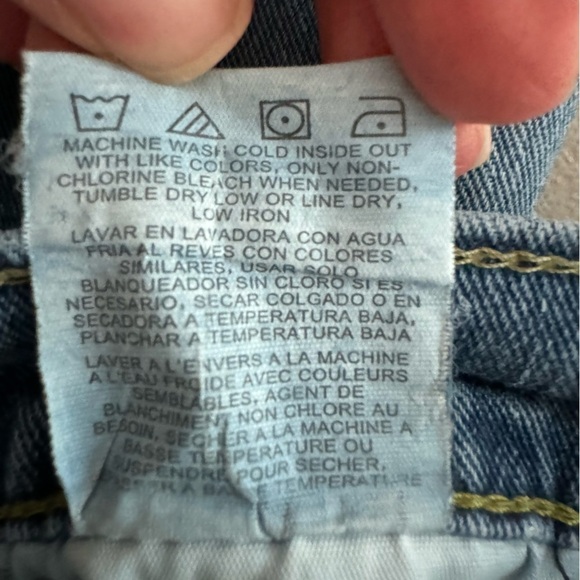 MACHINE WASH COLD INSIDE OUT
WITH LIKE COLORS, ONLY NON-
CHLORINE BLEACH WHEN NEEDED,
TUMBLE DRY LOW OR LINE DRY,
LOW IRON
LAVAR EN LAVADORA CON AGUA
FRIA AL REVES CON COLORES
SIMILARES, USAR SOLO
BLANQUEADOR SIN CLORO SI ES
NECESARIO, SECAR COLGADO O EN
SECADORA A TEMPERATURA BAJA,
PLANCHAR A TEMPERATURA BAJA
LAVER A L'ENVERS A LA MACHINE
A L'EAU FROIDE AVEC COULEURS
SEMBLABLES, AGENT DE
BLANCHIMENT NON CHLORE AU
BESOIN, SECHER A LA MACHINE A
BASSE TEMPERATURE OU
SUSPENDRE POUR SECHER,
A BASSE TEMPERATURE